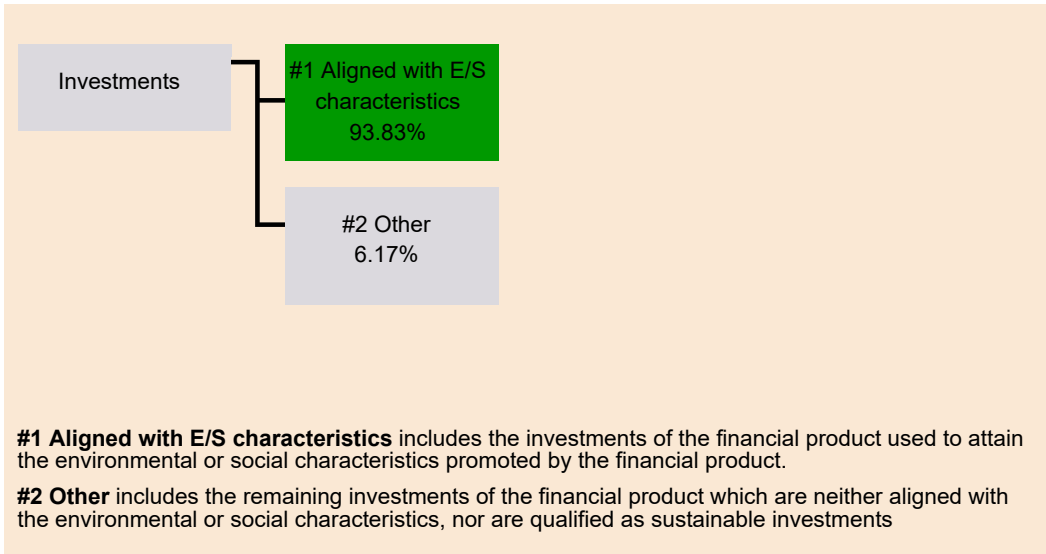 Investments
#1 Aligned with E/S
characteristics
93.83%
#2 Other
6.17%
#1 Aligned with E/S characteristics includes the investments of the financial product used to attain
the environmental or social characteristics promoted by the financial product.
#2 Other includes the remaining investments of the financial product which are neither aligned with
the environmental or social characteristics, nor are qualified as sustainable investments